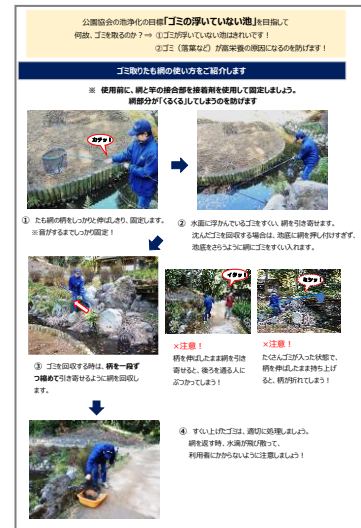 公園協会の池浄化の目標「ゴミの浮いていない池」を目指して
何故、ゴミを取るのか？⇒ ①ゴミが浮いていない池はきれいです！
②ゴミ（落葉など）が富栄養の原因になるのを防げます！
ゴミ取りたも網の使い方をご紹介します
※ 使用前に、網と竿の接合部を接着剤を使用して固定しましょう。
網部分が「くるくる」してしまうのを防げます
カチッ！
① たも網の柄をしっかりと伸ばしきり、固定します。
※音がするまでしっかり固定！
② 水面に浮かんでいるゴミをすくい、網を引き寄せます。
沈んだゴミを回収する場合は、池底に網を押し付けすぎず、
池底をさらうように網にゴミをすくい入れます。
イタッ！
ミシッ！
③ ゴミを回収する時は、柄を一段ず
つ縮めて引き寄せるように網を回収し
ます。
×注意！
柄を伸ばしたまま網を引き
寄せると、後ろを通る人に
ぶつかってしまう！
×注意！
たくさんゴミが入った状態で、
柄を伸ばしたまま持ち上げ
ると、柄が折れてしまう！
④ すくい上げたゴミは、適切に処理しましょう。
網を返す時、水滴が飛び散って、
利用者にかからないように注意しましょう！